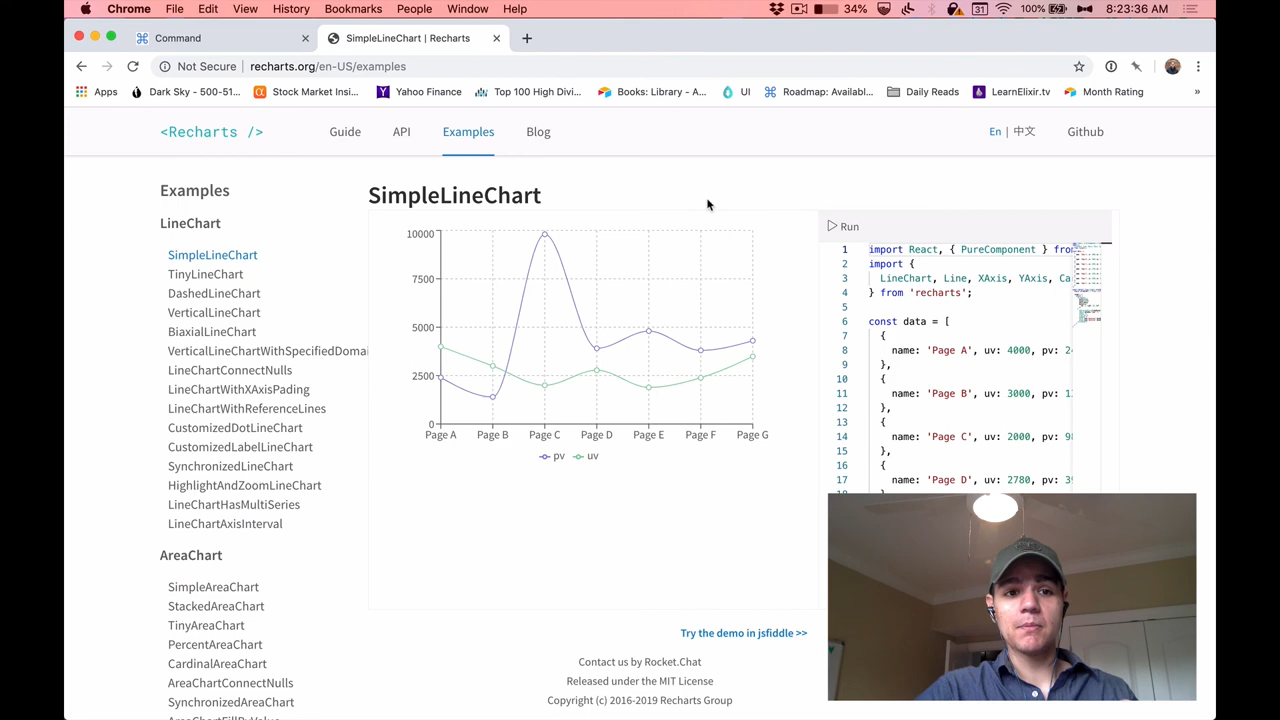 Chrome File Edit View History Bookmarks People Window Help 34% 31 100% 8:23:36 AM
Command SimpleLineChart | Recharts
Not Secure recharts.org/en-US/examples
Apps Dark Sky - 500-51... Stock Market Insi... Yahoo Finance Top 100 High Divi... Books: Library - A... UI Roadmap: Availabl... Daily Reads LearnElixir.tv Month Rating »
<Recharts /> Guide API Examples Blog En | 中文 Github
Examples
LineChart
SimpleLineChart
TinyLineChart
DashedLineChart
VerticalLineChart
BiaxialLineChart
VerticalLineChartWithSpecifiedDomai
LineChartConnectNulls
LineChartWithXAxisPading
LineChartWithReferenceLines
CustomizedDotLineChart
CustomizedLabelLineChart
SynchronizedLineChart
HighlightAndZoomLineChart
LineChartHasMultiSeries
LineChartAxisInterval
AreaChart
SimpleAreaChart
StackedAreaChart
TinyAreaChart
PercentAreaChart
CardinalAreaChart
AreaChartConnectNulls
SynchronizedAreaChart
AreaChartFillByValue
SimpleLineChart
10000
7500
5000
2500
0
Page A Page B Page C Page D Page E Page F Page G
pv uv
Run
1 import React, { PureComponent } from
2 import {
3 LineChart, Line, XAxis, YAxis, Ca
4 } from 'recharts';
5
6 const data = [
7 {
8 name: 'Page A', uv: 4000, pv: 24
9 },
10 {
11 name: 'Page B', uv: 3000, pv: 13
12 },
13 {
14 name: 'Page C', uv: 2000, pv: 98
15 },
16 {
17 name: 'Page D', uv: 2780, pv: 39
Try the demo in jsfiddle >>
Contact us by Rocket.Chat
Released under the MIT License
Copyright (c) 2016-2019 Recharts Group